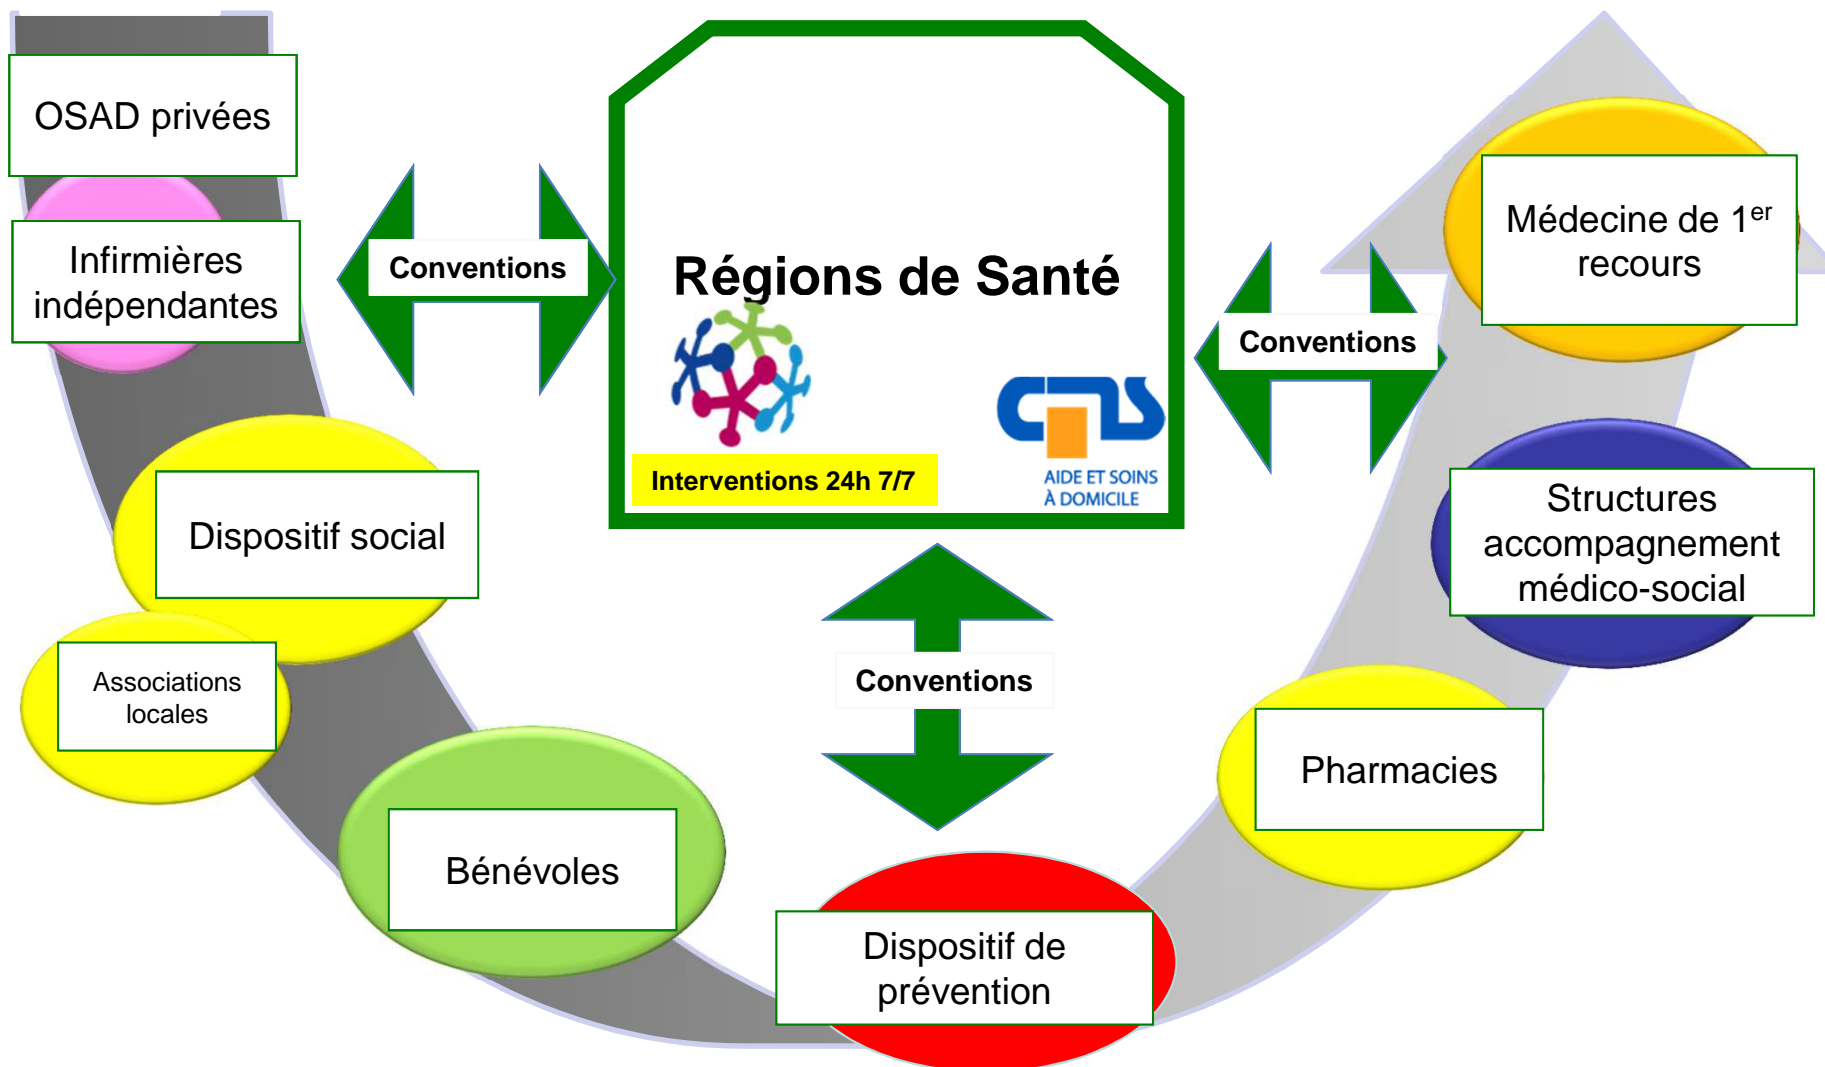 OSAD privées
Infirmières
indépendantes
Conventions
Régions de Santé
Interventions 24h 7/7
cms
AIDE ET SOINS
À DOMICILE
Conventions
Médecine de 1er
recours
Structures
accompagnement
médico-social
Dispositif social
Associations
locales
Conventions
Pharmacies
Bénévoles
Dispositif de
prévention